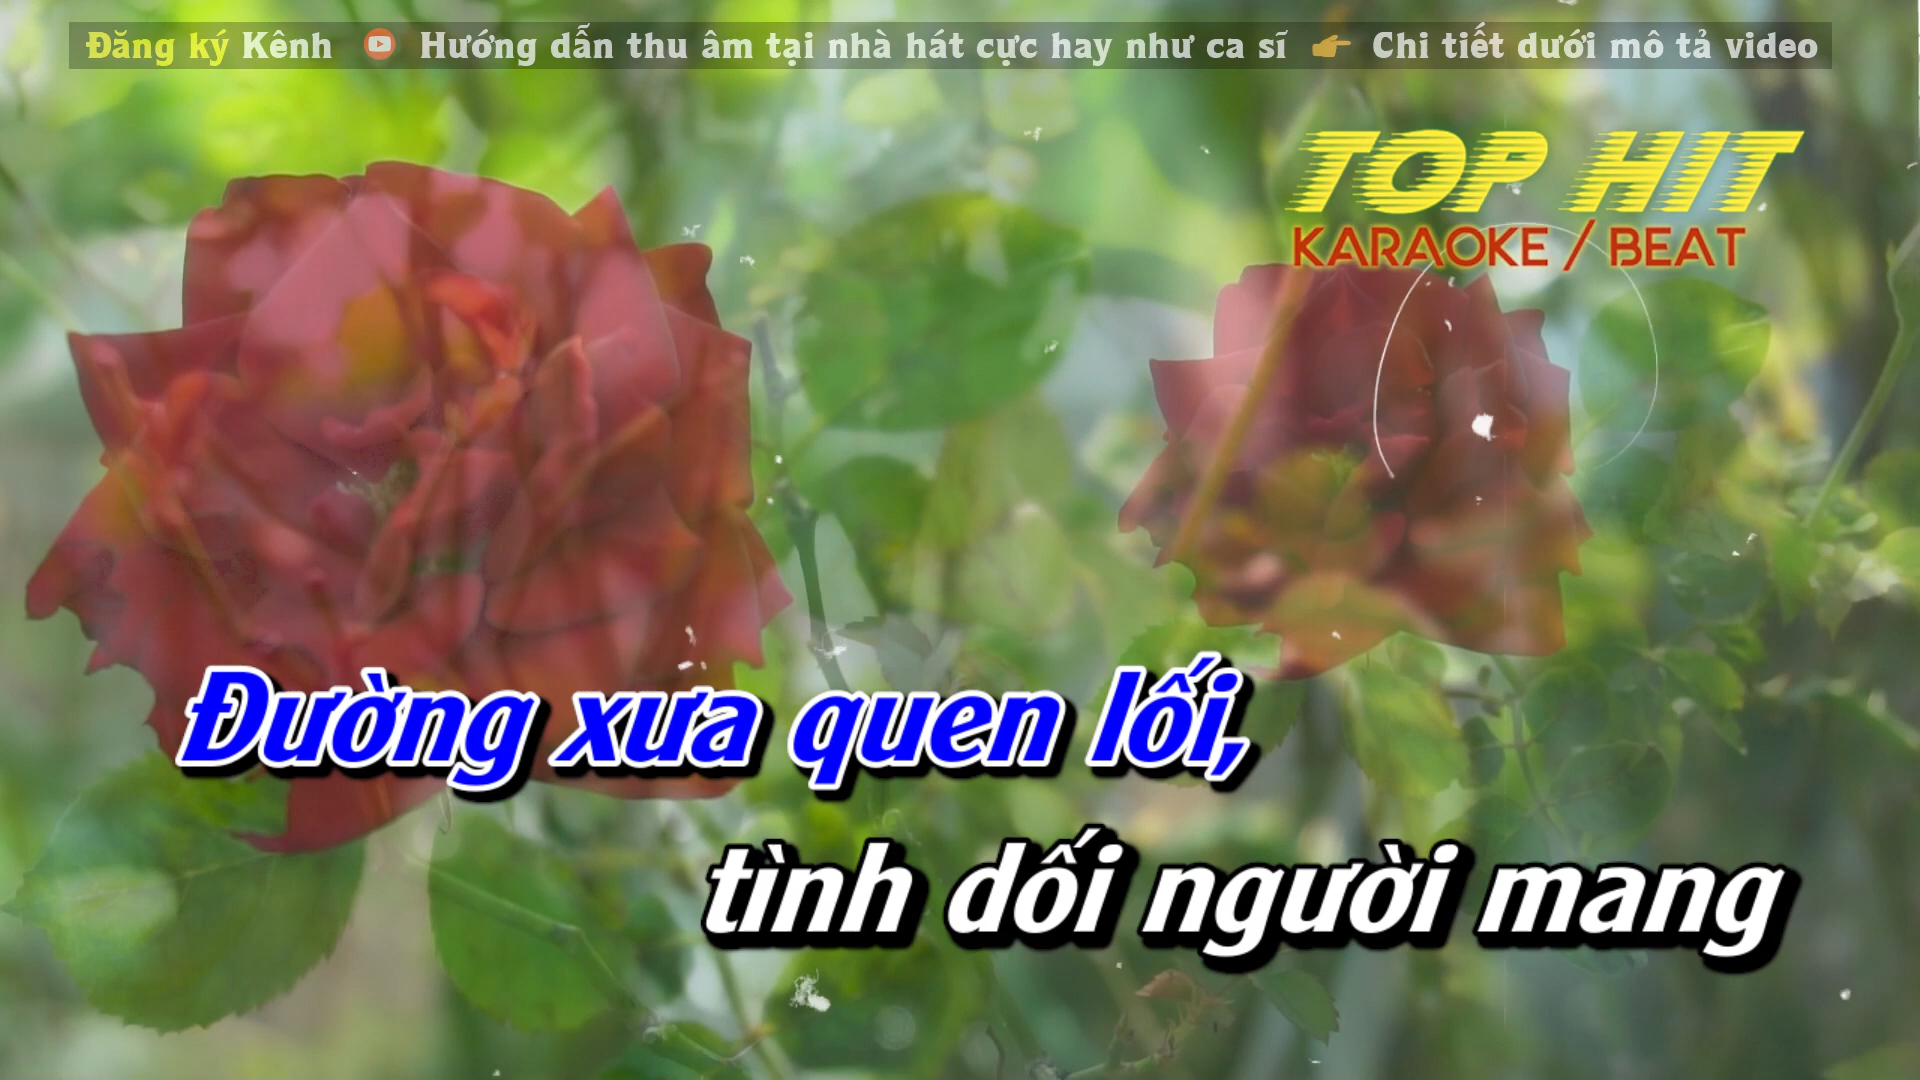 Đăng ký Kênh Hướng dẫn thu âm tại nhà hát cực hay như ca sĩ Chi tiết dưới mô tả video
TOP HIT
KARAOKE / BEAT
Đường xưa quen lối,
tình dối người mang